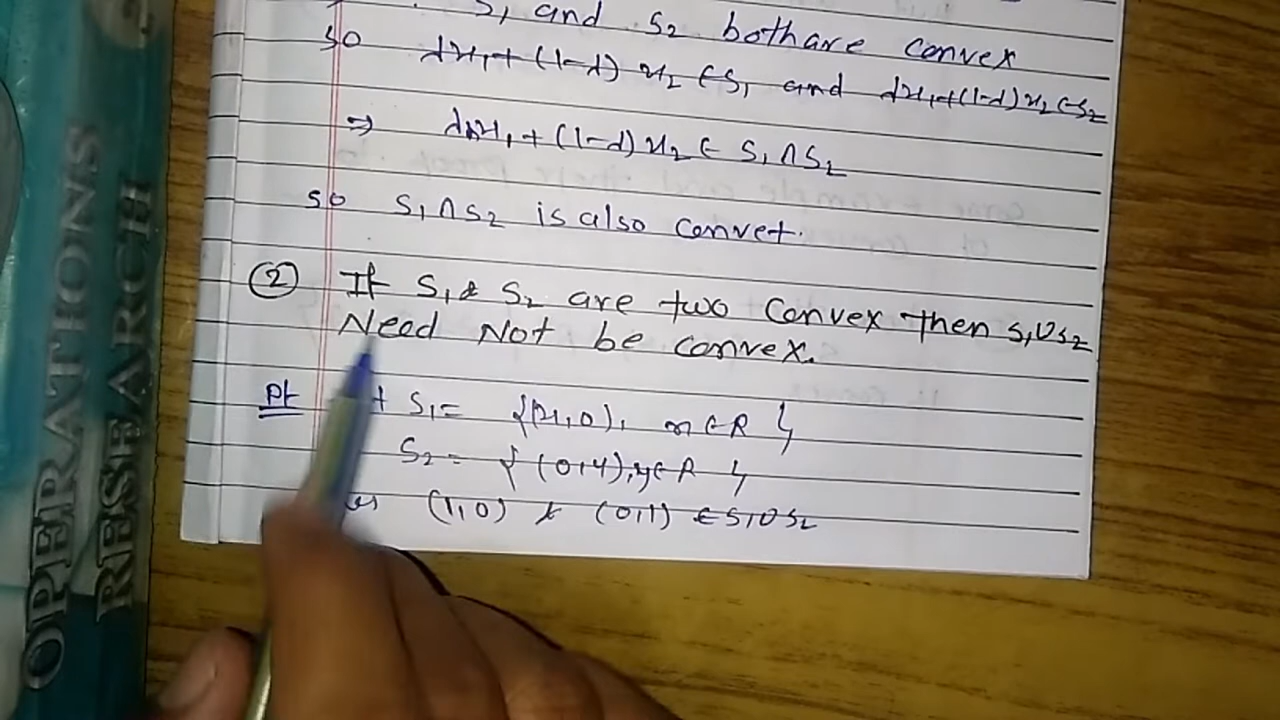 S₁ and S₂ both are convex
so λx₁+(1-λ)x₂ ∈ S₁ and λx₁+(1-λ)x₂ ∈ S₂
⇒ λx₁+(1-λ)x₂ ∈ S₁∩S₂
so S₁∩S₂ is also convet.
② If S₁ & S₂ are two convex then S₁∪S₂
Need Not be convex.
Pf S₁= {(x,0), x∈R}
S₂= {(0,y),y∈R}
(1,0) & (0,1) ∈ S₁∪S₂
OPERATIONS
RESEARCH